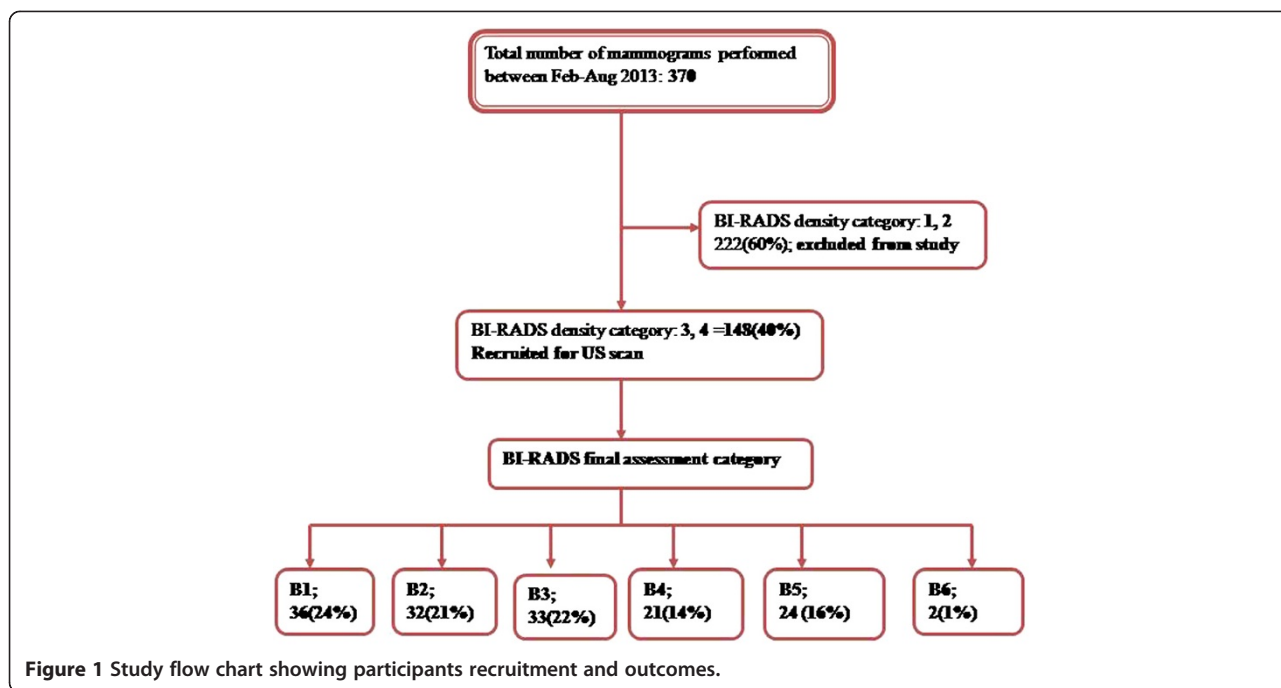 Total number of mammograms performed
between Feb-Aug 2013: 370
BI-RADS density category: 1, 2
222(60%); excluded from study
BI-RADS density category: 3, 4 =148(40%)
Recruited for US scan
BI-RADS final assessment category
B1;
36(24%)
B2;
32(21%)
B3;
33(22%)
B4;
21(14%)
B5;
24 (16%)
B6;
2(1%)
Figure 1 Study flow chart showing participants recruitment and outcomes.